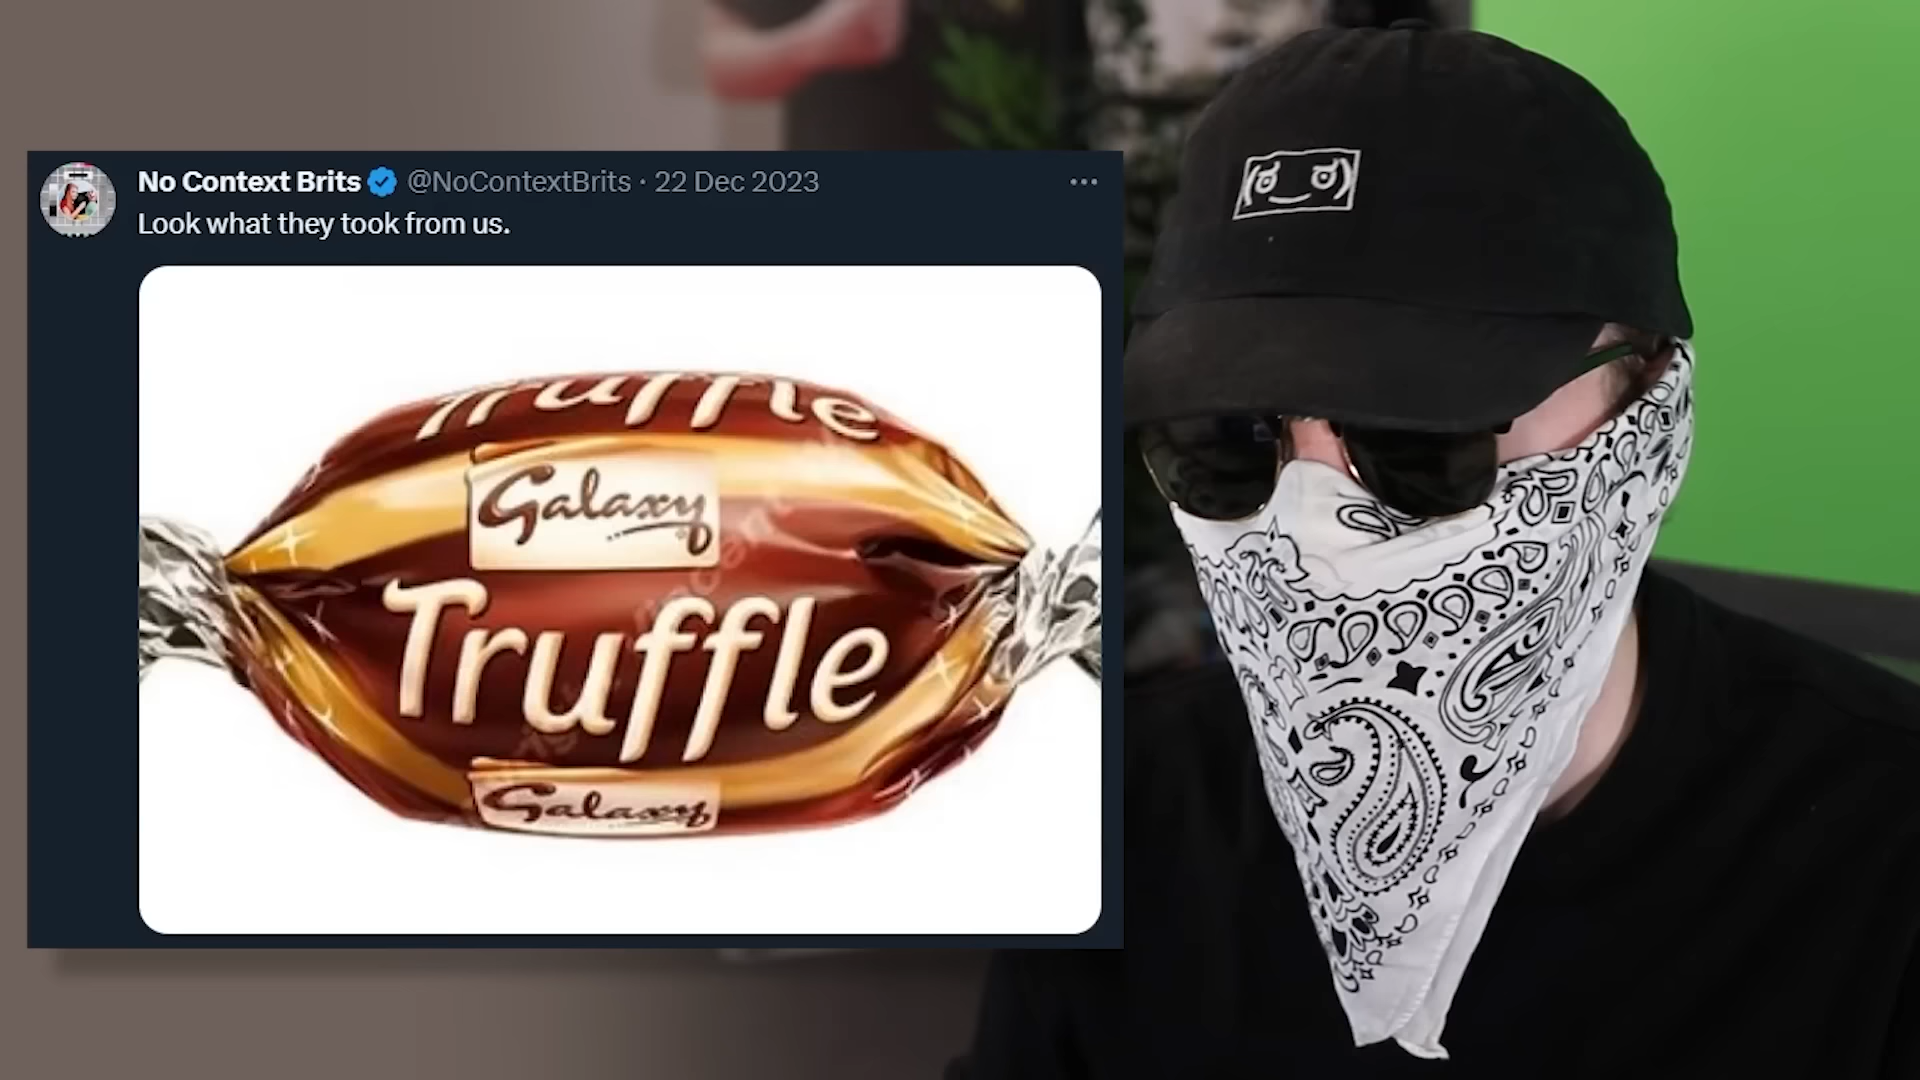 No Context Brits @NoContextBrits · 22 Dec 2023
Look what they took from us.
Truffle
Galaxy
Truffle
Galaxy